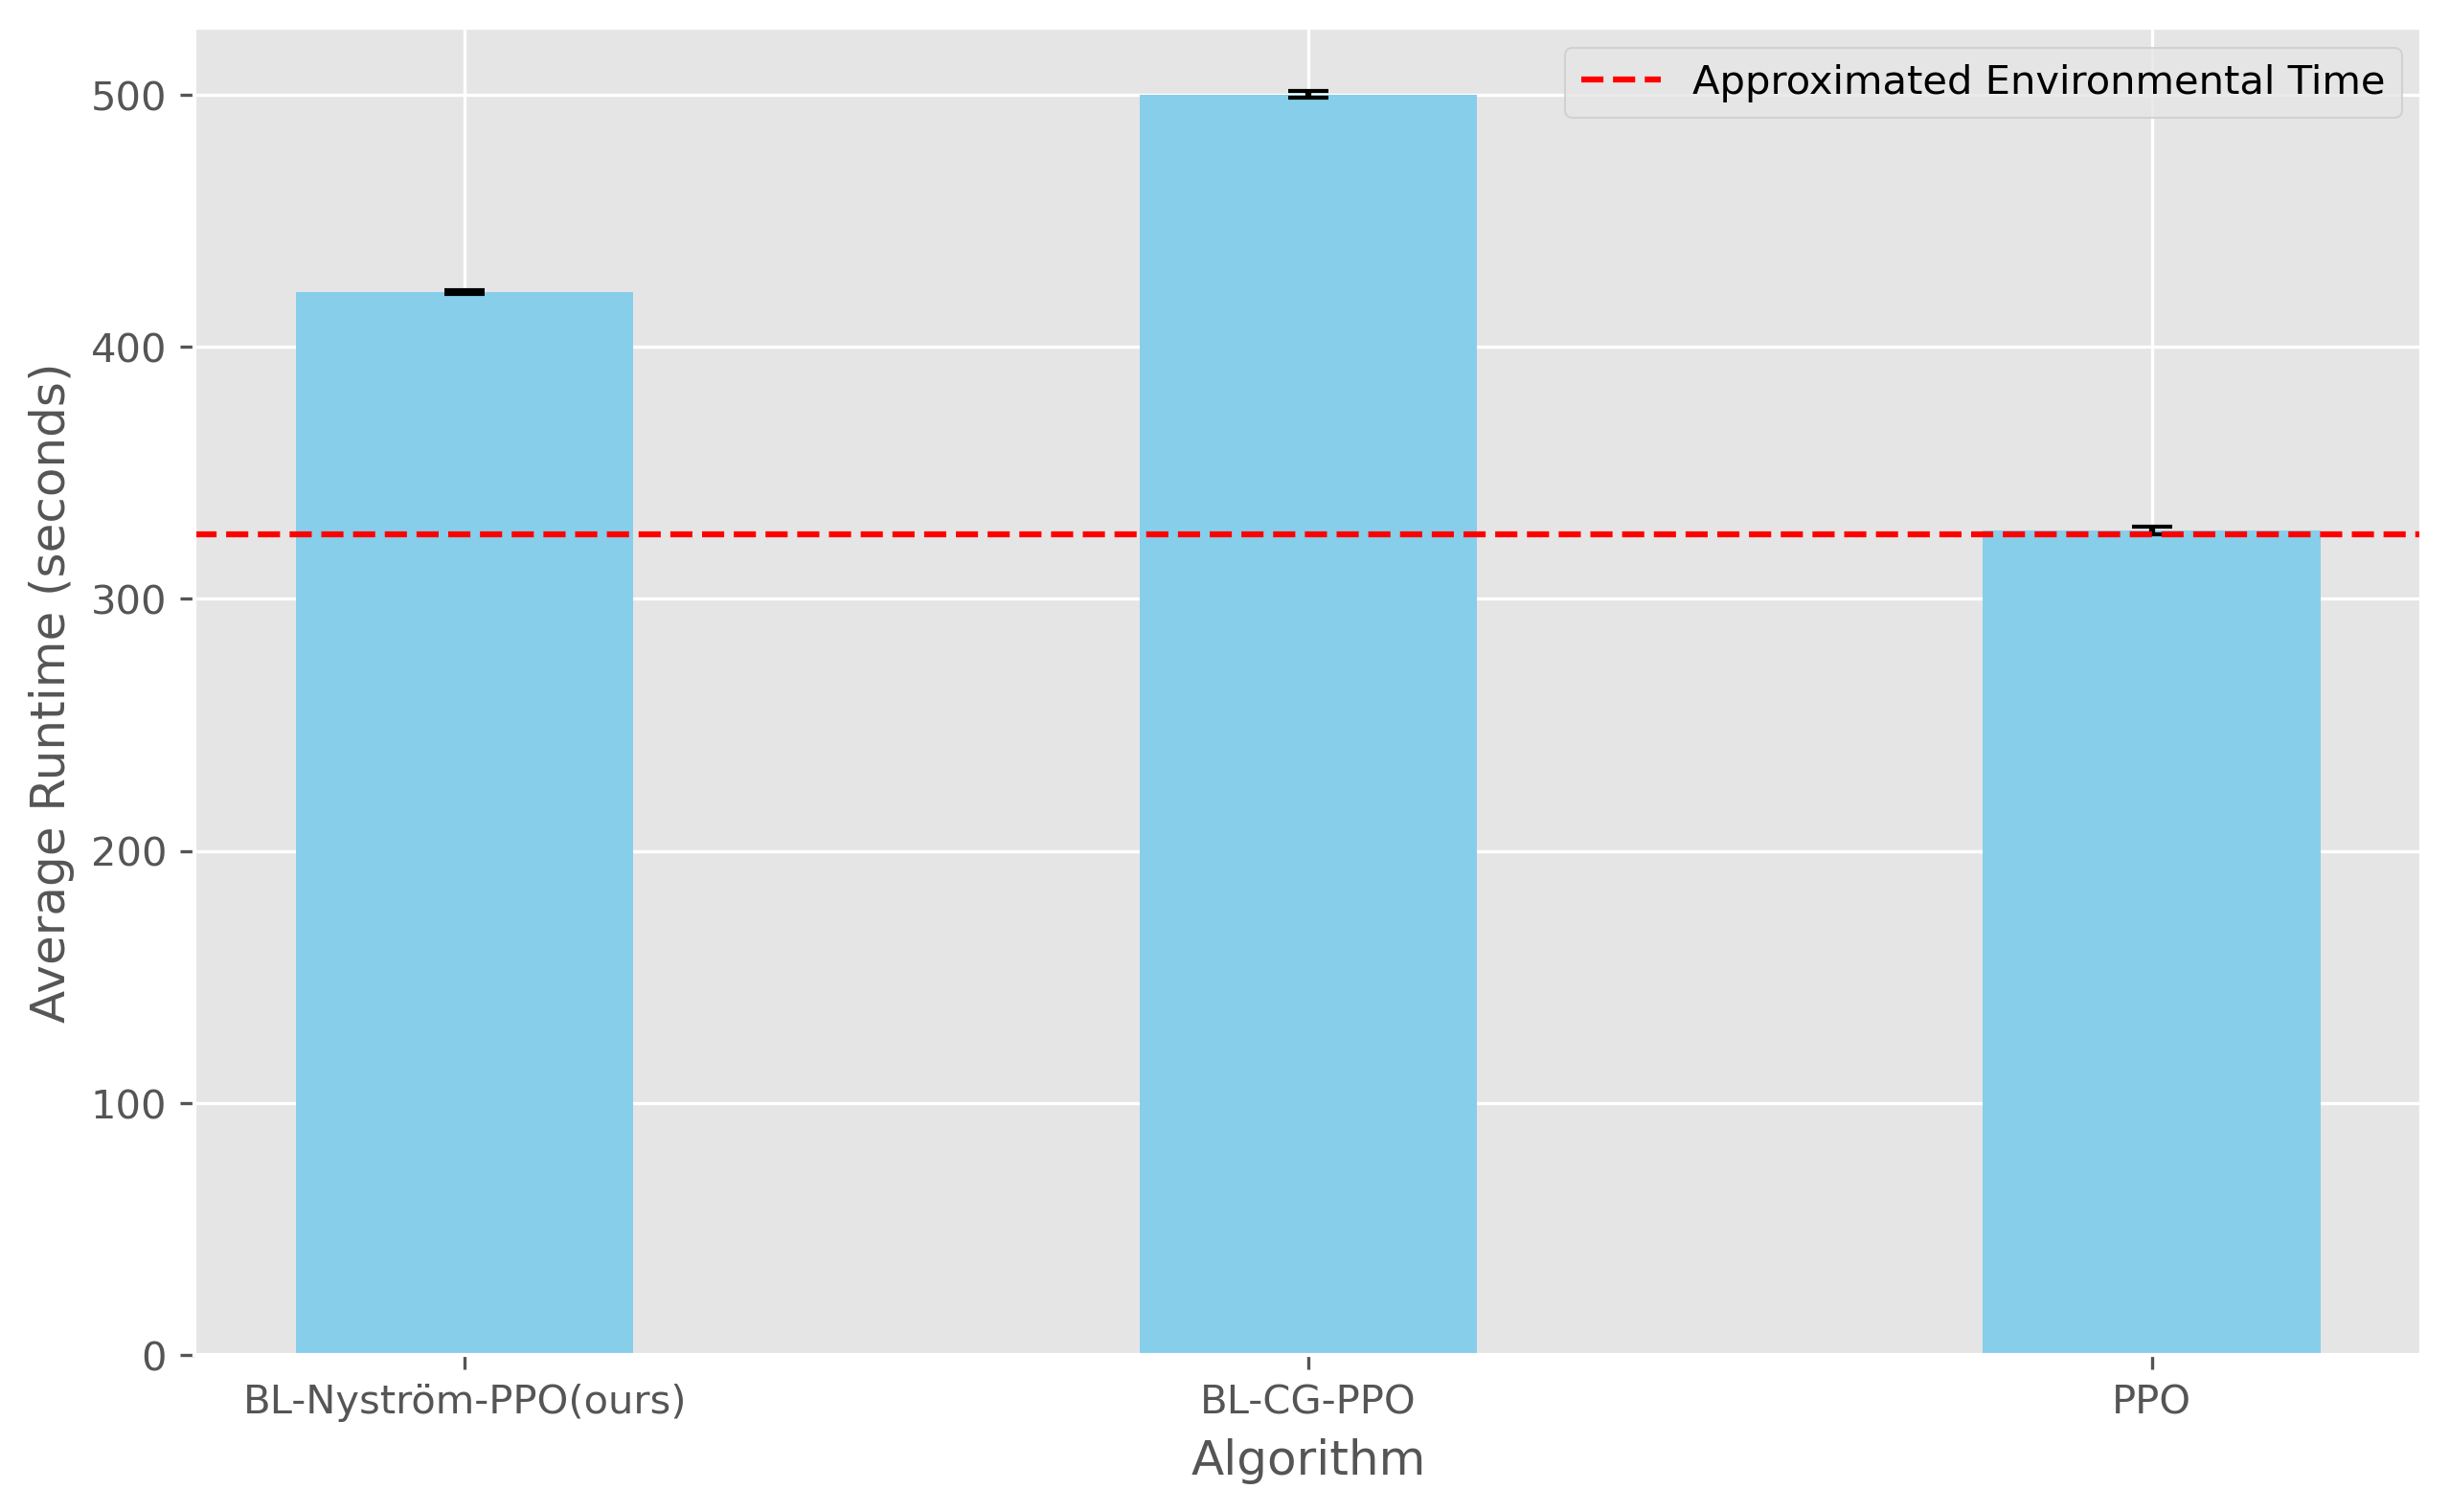 Approximated Environmental Time
Average Runtime (seconds)
500
400
300
200
100
0
BL-Nyström-PPO(ours)
BL-CG-PPO
PPO
Algorithm